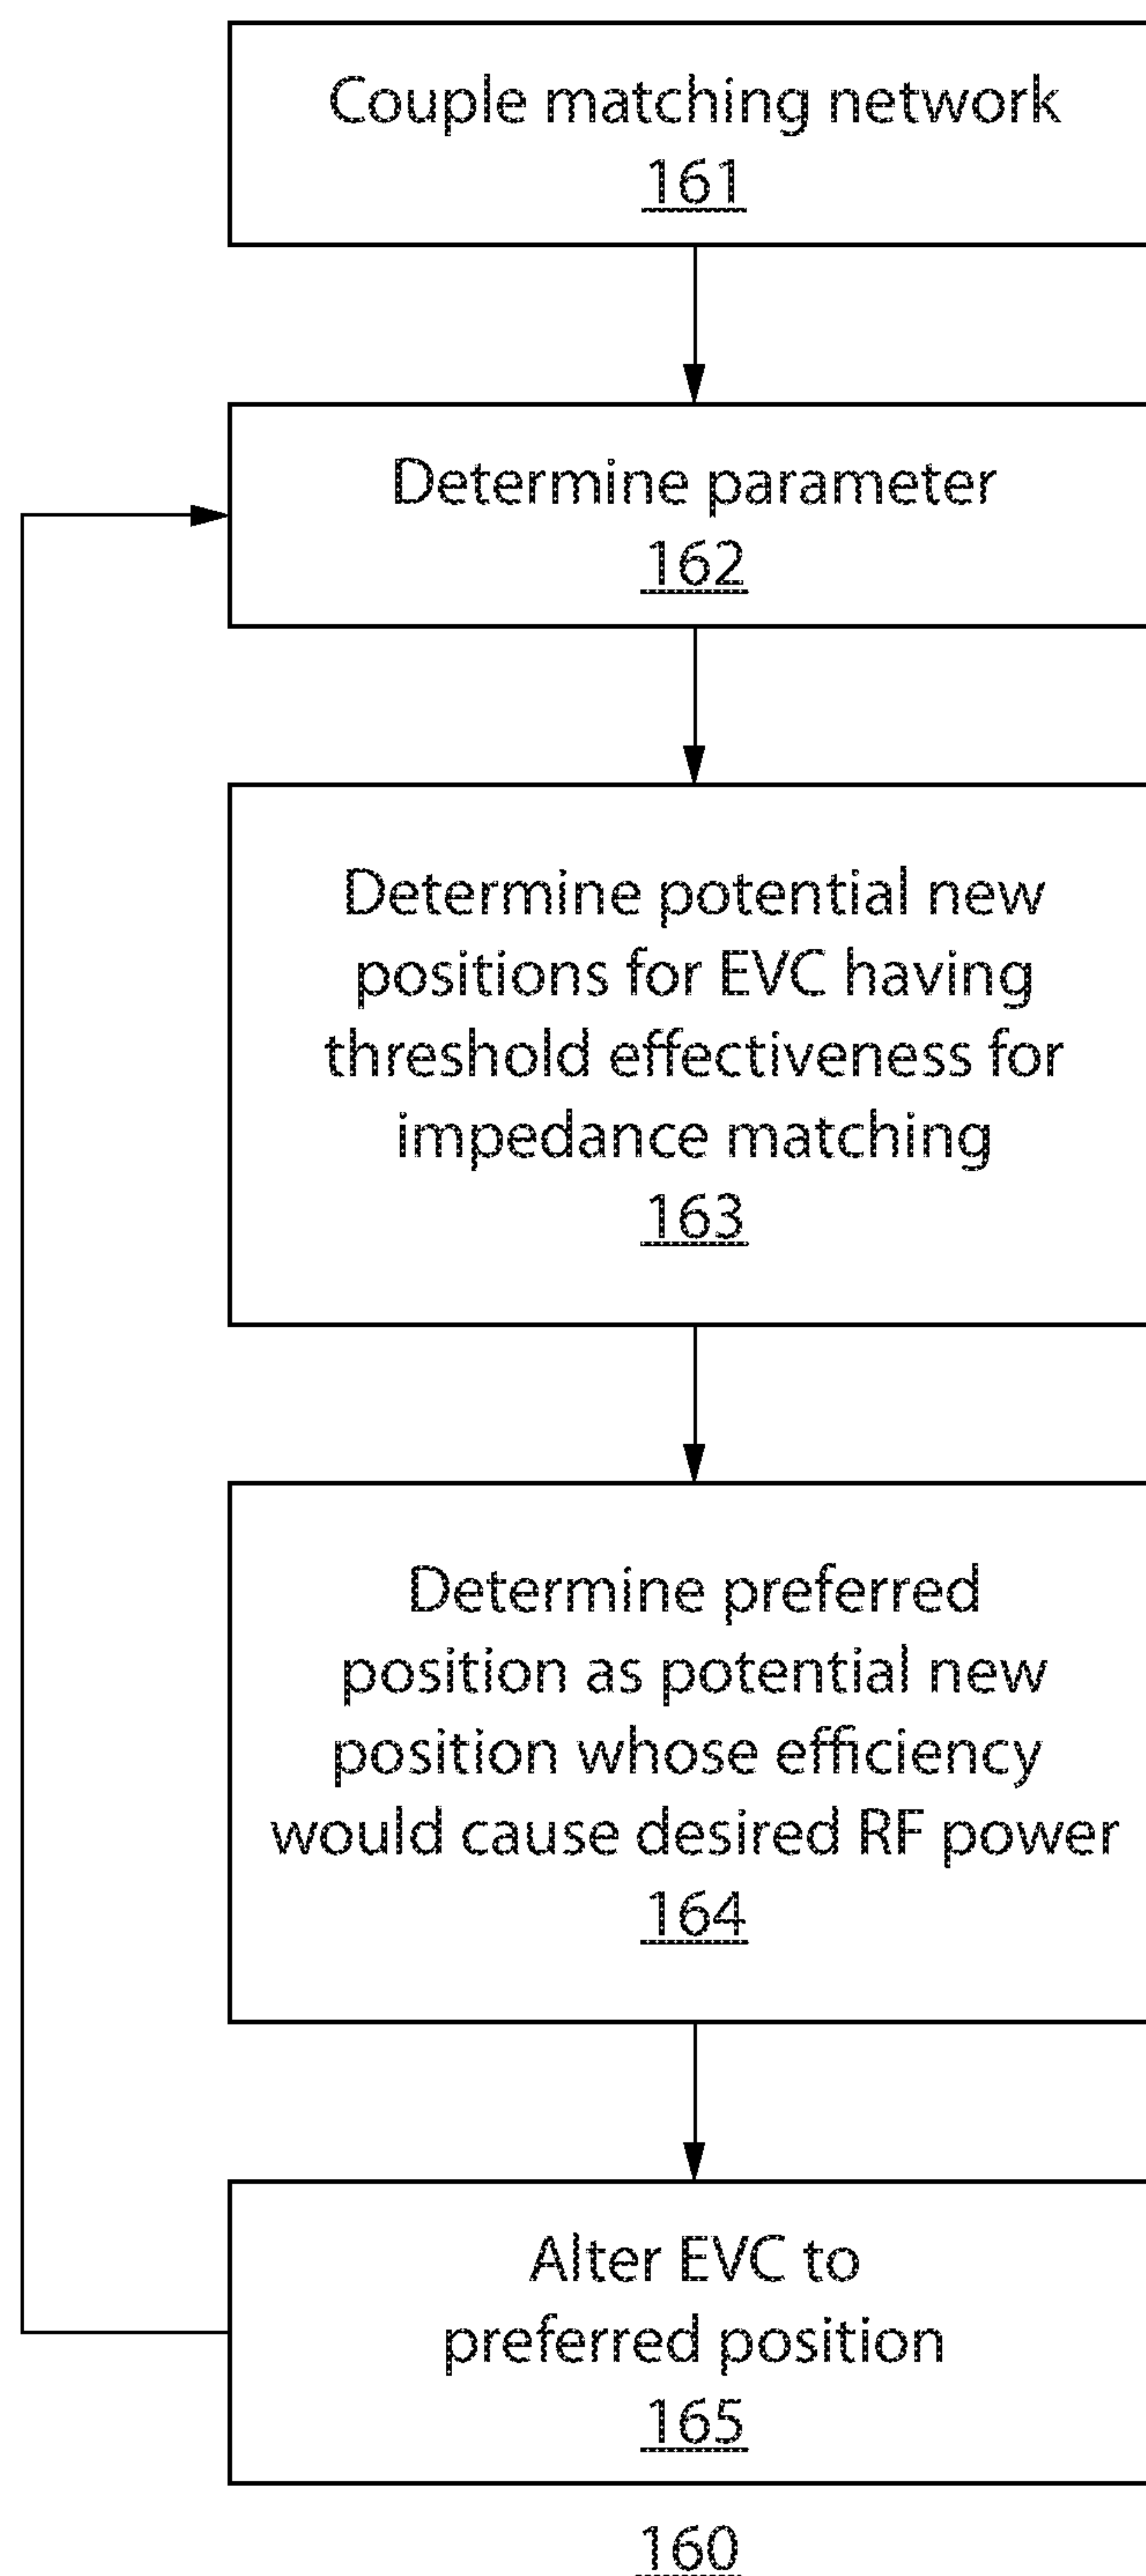 Couple matching network
161
Determine parameter
162
Determine potential new
positions for EVC having
threshold effectiveness for
impedance matching
163
Determine preferred
position as potential new
position whose efficiency
would cause desired RF power
164
Alter EVC to
preferred position
165
160